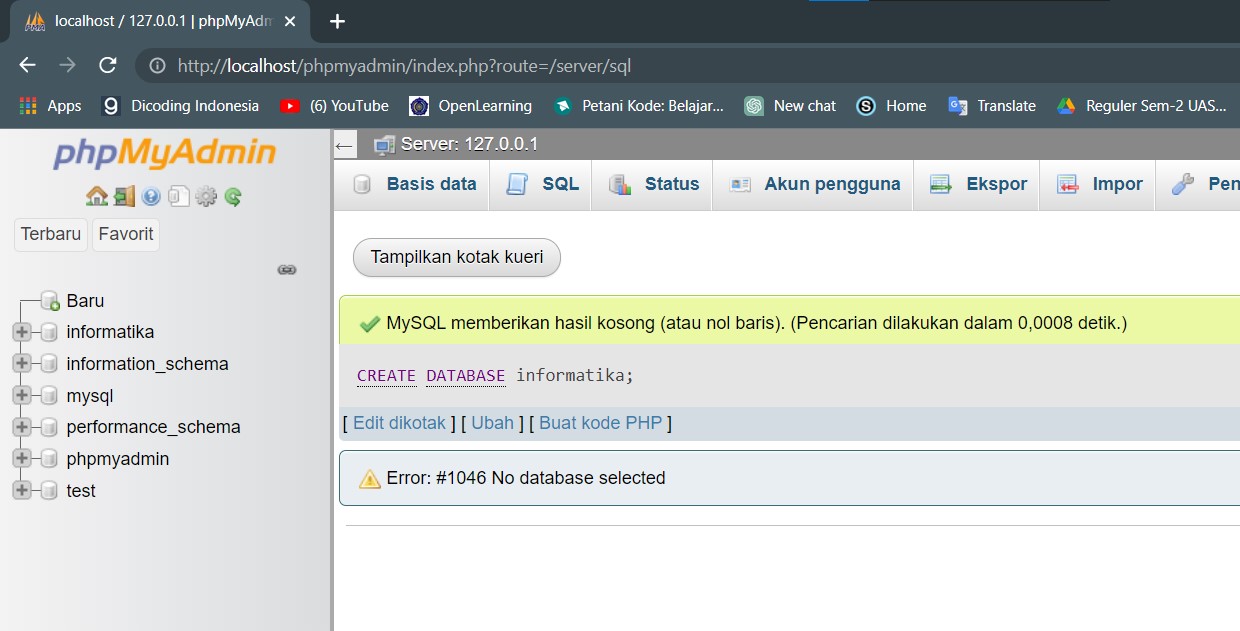 localhost / 127.0.0.1 | phpMyAdm
http://localhost/phpmyadmin/index.php?route=/server/sql
Apps Dicoding Indonesia (6) YouTube OpenLearning Petani Kode: Belajar... New chat Home Translate Reguler Sem-2 UAS...
phpMyAdmin
Terbaru Favorit
Baru
informatika
information_schema
mysql
performance_schema
phpmyadmin
test
Server: 127.0.0.1
Basis data SQL Status Akun pengguna Ekspor Impor Pen
Tampilkan kotak kueri
MySQL memberikan hasil kosong (atau nol baris). (Pencarian dilakukan dalam 0,0008 detik.)
CREATE DATABASE informatika;
[ Edit dikotak ] [ Ubah ] [ Buat kode PHP ]
Error: #1046 No database selected